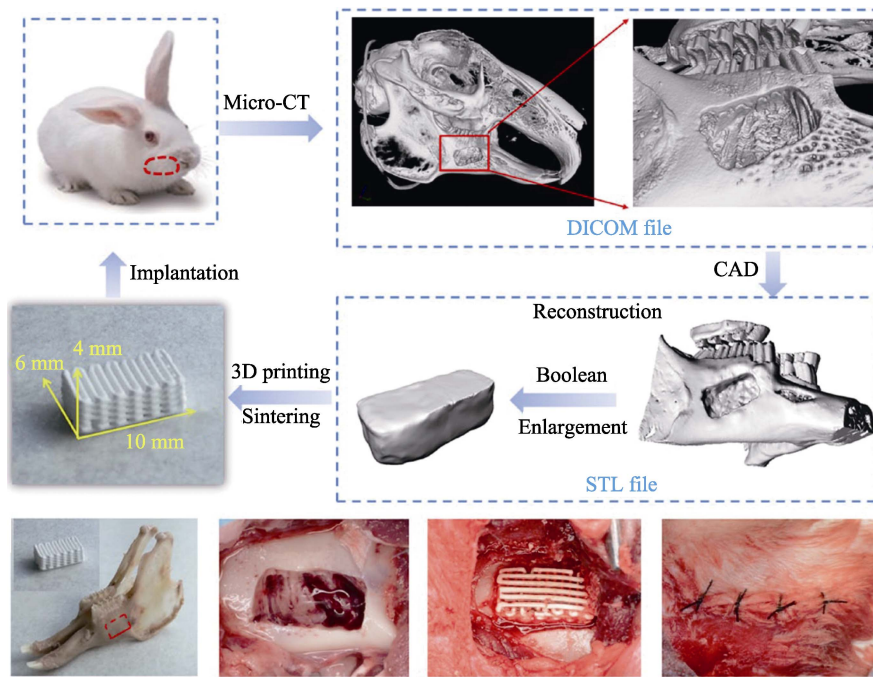 Micro-CT
DICOM file
Implantation
CAD
Reconstruction
4 mm
6 mm
10 mm
3D printing
Sintering
Boolean
Enlargement
STL file